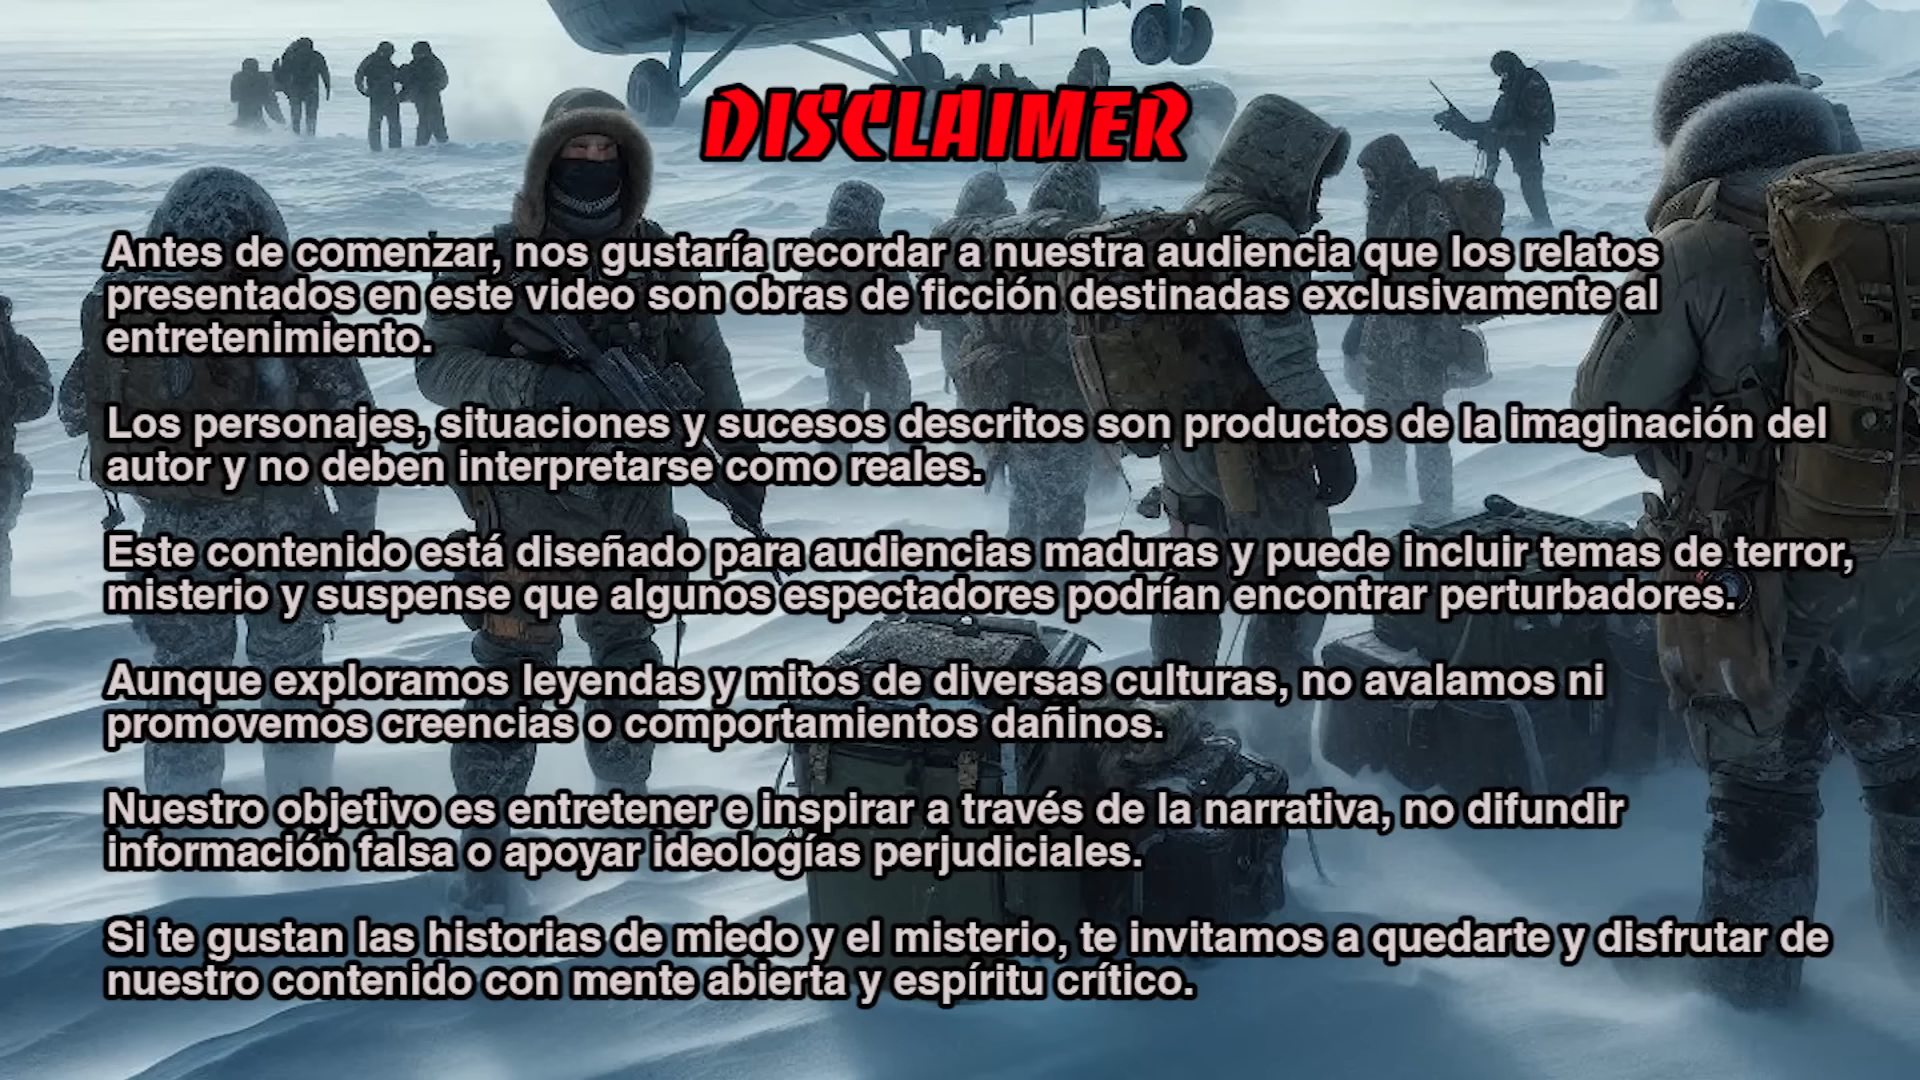 DISCLAIMER
Antes de comenzar, nos gustaría recordar a nuestra audiencia que los relatos
presentados en este video son obras de ficción destinadas exclusivamente al
entretenimiento.
Los personajes, situaciones y sucesos descritos son productos de la imaginación del
autor y no deben interpretarse como reales.
Este contenido está diseñado para audiencias maduras y puede incluir temas de terror,
misterio y suspense que algunos espectadores podrían encontrar perturbadores.
Aunque exploramos leyendas y mitos de diversas culturas, no avalamos ni
promovemos creencias o comportamientos dañinos.
Nuestro objetivo es entretener e inspirar a través de la narrativa, no difundir
información falsa o apoyar ideologías perjudiciales.
Si te gustan las historias de miedo y el misterio, te invitamos a quedarte y disfrutar de
nuestro contenido con mente abierta y espíritu crítico.